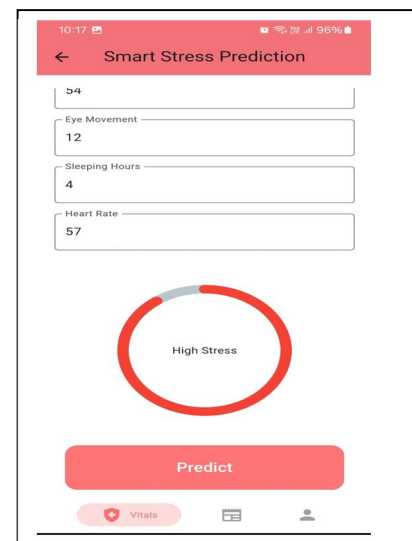 10:17 96%
Smart Stress Prediction
54
Eye Movement
12
Sleeping Hours
4
Heart Rate
57
High Stress
Predict
Vitals